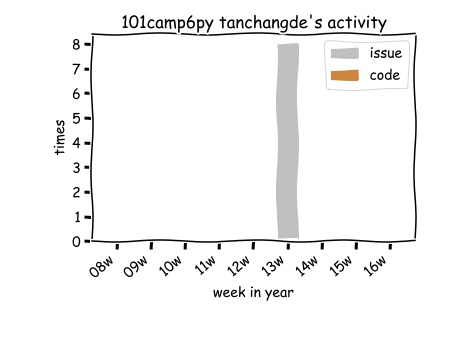 101camp6py tanchangde's activity
issue
code
8
7
6
5
4
3
2
1
0
times
08w
09w
10w
11w
12w
13w
14w
15w
16w
week in year